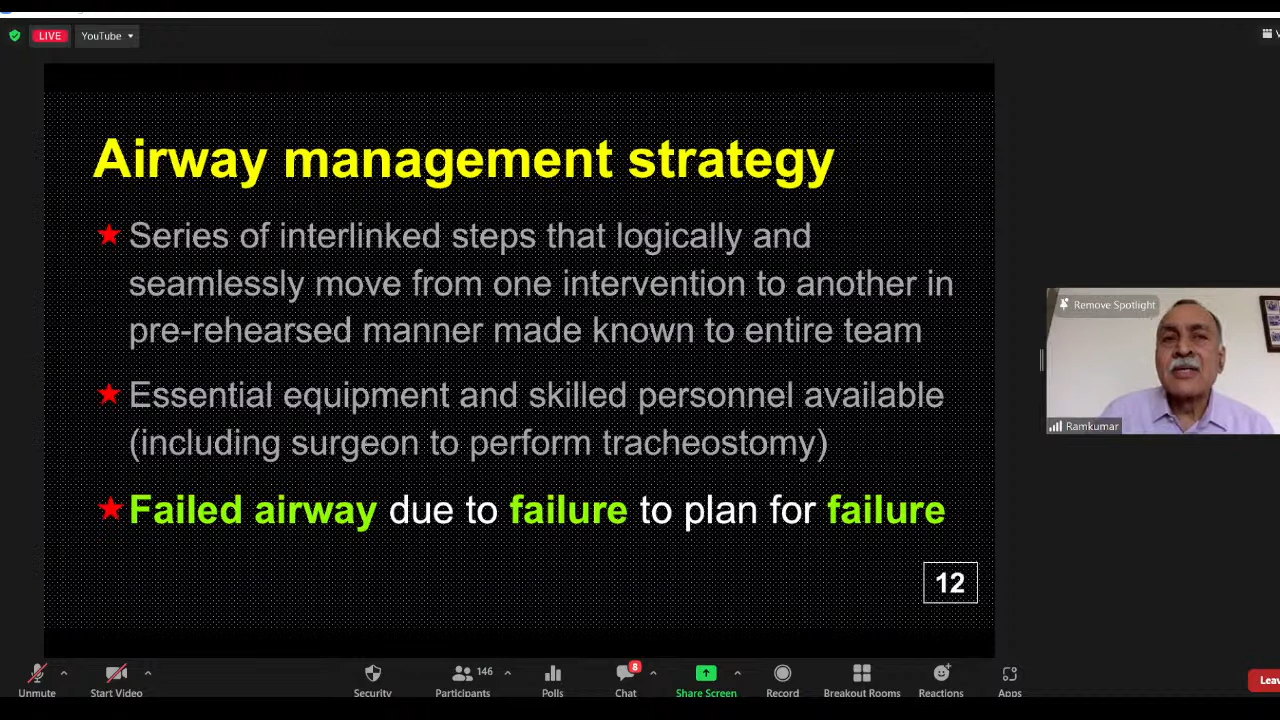 LIVE
YouTube
Airway management strategy
Series of interlinked steps that logically and
seamlessly move from one intervention to another in
pre-rehearsed manner made known to entire team
Essential equipment and skilled personnel available
(including surgeon to perform tracheostomy)
Failed airway due to failure to plan for failure
12
Remove Spotlight
Ramkumar
146
8
Unmute
Start Video
Security
Participants
Polls
Chat
Share Screen
Record
Breakout Rooms
Reactions
Apps
Leav